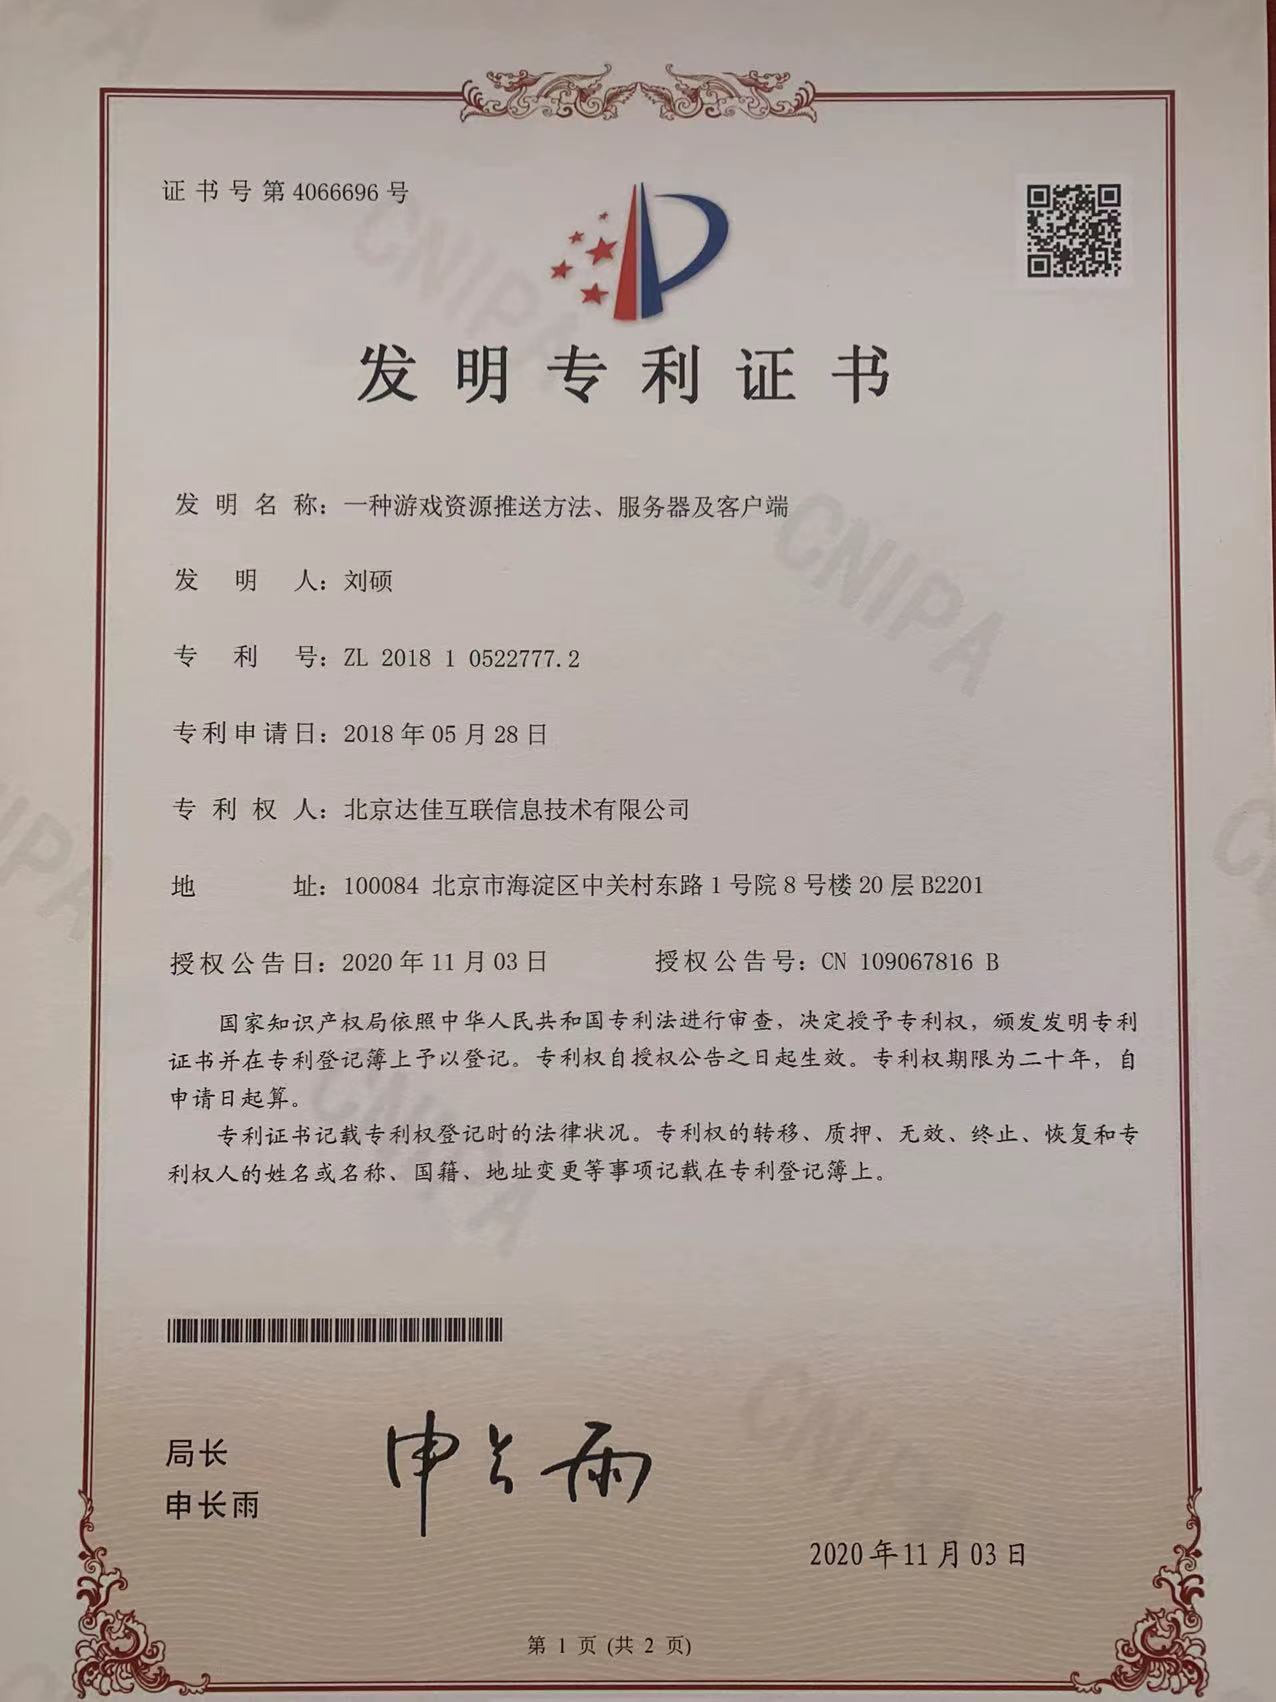 证书号第4066696号
发明专利证书
发明名称：一种游戏资源推送方法、服务器及客户端
发明人：刘硕
专利号：ZL 2018 1 0522777.2
专利申请日：2018年05月28日
专利权人：北京达佳互联信息技术有限公司
地址：100084 北京市海淀区中关村东路1号院8号楼20层B2201
授权公告日：2020年11月03日 授权公告号：CN 109067816 B
国家知识产权局依照中华人民共和国专利法进行审查，决定授予专利权，颁发发明专利
证书并在专利登记簿上予以登记。专利权自授权公告之日起生效。专利权期限为二十年，自
申请日起算。
专利证书记载专利权登记时的法律状况。专利权的转移、质押、无效、终止、恢复和专
利权人的姓名或名称、国籍、地址变更等事项记载在专利登记簿上。
局长
申长雨
申长雨
2020年11月03日
第 1 页 (共 2 页)
CNIPA
CNIPA
CNIPA
CNIPA